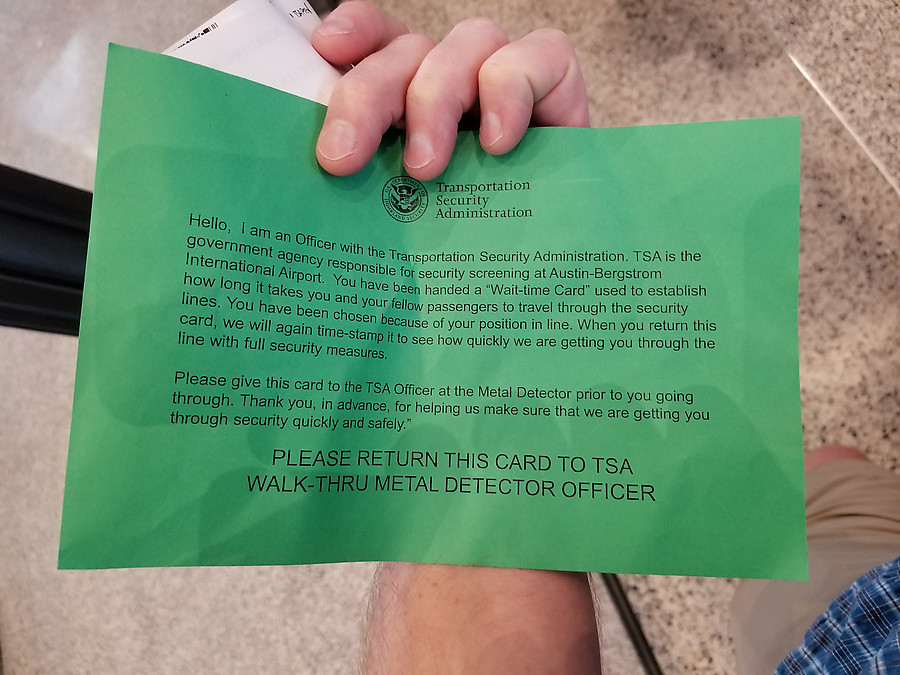 Transportation
Security
Administration
Hello,  I am an Officer with the Transportation Security Administration. TSA is the
government agency responsible for security screening at Austin-Bergstrom
International Airport.  You have been handed a “Wait-time Card” used to establish
how long it takes you and your fellow passengers to travel through the security
lines. You have been chosen because of your position in line. When you return this
card, we will again time-stamp it to see how quickly we are getting you through the
line with full security measures.
Please give this card to the TSA Officer at the Metal Detector prior to you going
through. Thank you, in advance, for helping us make sure that we are getting you
through security quickly and safely.”
PLEASE RETURN THIS CARD TO TSA
WALK-THRU METAL DETECTOR OFFICER